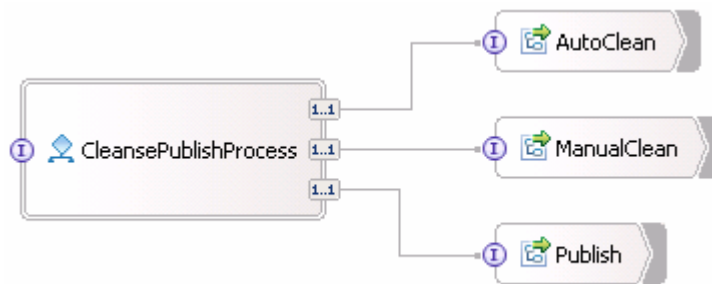 I
AutoClean
1..1
I
CleansePublishProcess
1..1
I
ManualClean
1..1
I
Publish